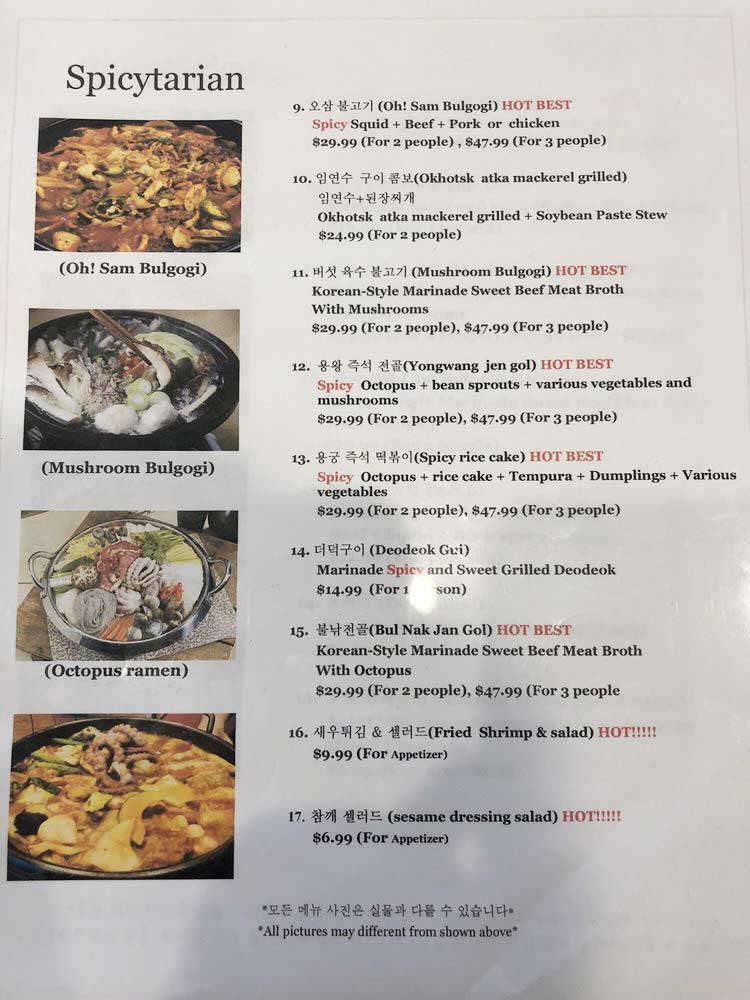 Spicytarian
(Oh! Sam Bulgogi)
(Mushroom Bulgogi)
(Octopus ramen)
9. 오삼 불고기 (Oh! Sam Bulgogi) HOT BEST
Spicy Squid + Beef + Pork or chicken
$29.99 (For 2 people) , $47.99 (For 3 people)
10. 임연수 구이 콤보(Okhotsk atka mackerel grilled)
임연수+된장찌개
Okhotsk atka mackerel grilled + Soybean Paste Stew
$24.99 (For 2 people)
11. 버섯 육수 불고기 (Mushroom Bulgogi) HOT BEST
Korean-Style Marinade Sweet Beef Meat Broth
With Mushrooms
$29.99 (For 2 people), $47.99 (For 3 people)
12. 용왕 즉석 전골(Yongwang jen gol) HOT BEST
Spicy Octopus + bean sprouts + various vegetables and
mushrooms
$29.99 (For 2 people), $47.99 (For 3 people)
13. 용궁 즉석 떡볶이(Spicy rice cake) HOT BEST
Spicy Octopus + rice cake + Tempura + Dumplings + Various
vegetables
$29.99 (For 2 people), $47.99 (For 3 people)
14. 더덕구이 (Deodeok Gui)
Marinade Spicy and Sweet Grilled Deodeok
$14.99 (For 1
15. 불낚전골(Bul Nak Jan Gol) HOT BEST
Korean-Style Marinade Sweet Beef Meat Broth
With Octopus
$29.99 (For 2 people), $47.99 (For 3 people
16. 새우튀김 & 셀러드(Fried Shrimp & salad) HOT!!!!!
$9.99 (For Appetizer)
17. 참깨 셀러드 (sesame dressing salad) HOT!!!!!
$6.99 (For Appetizer)
*모든 메뉴 사진은 실물과 다를 수 있습니다*
*All pictures may different from shown above*